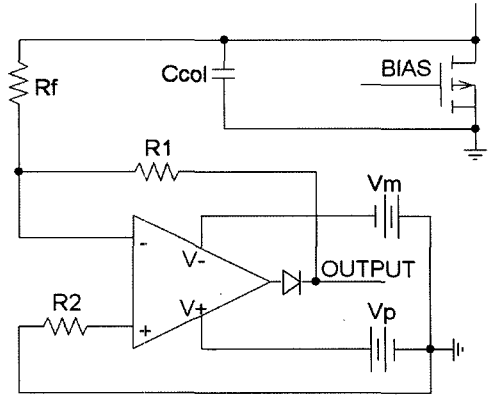 Rf
Ccol
BIAS
R1
Vm
-
V-
OUTPUT
R2
V+
Vp
+